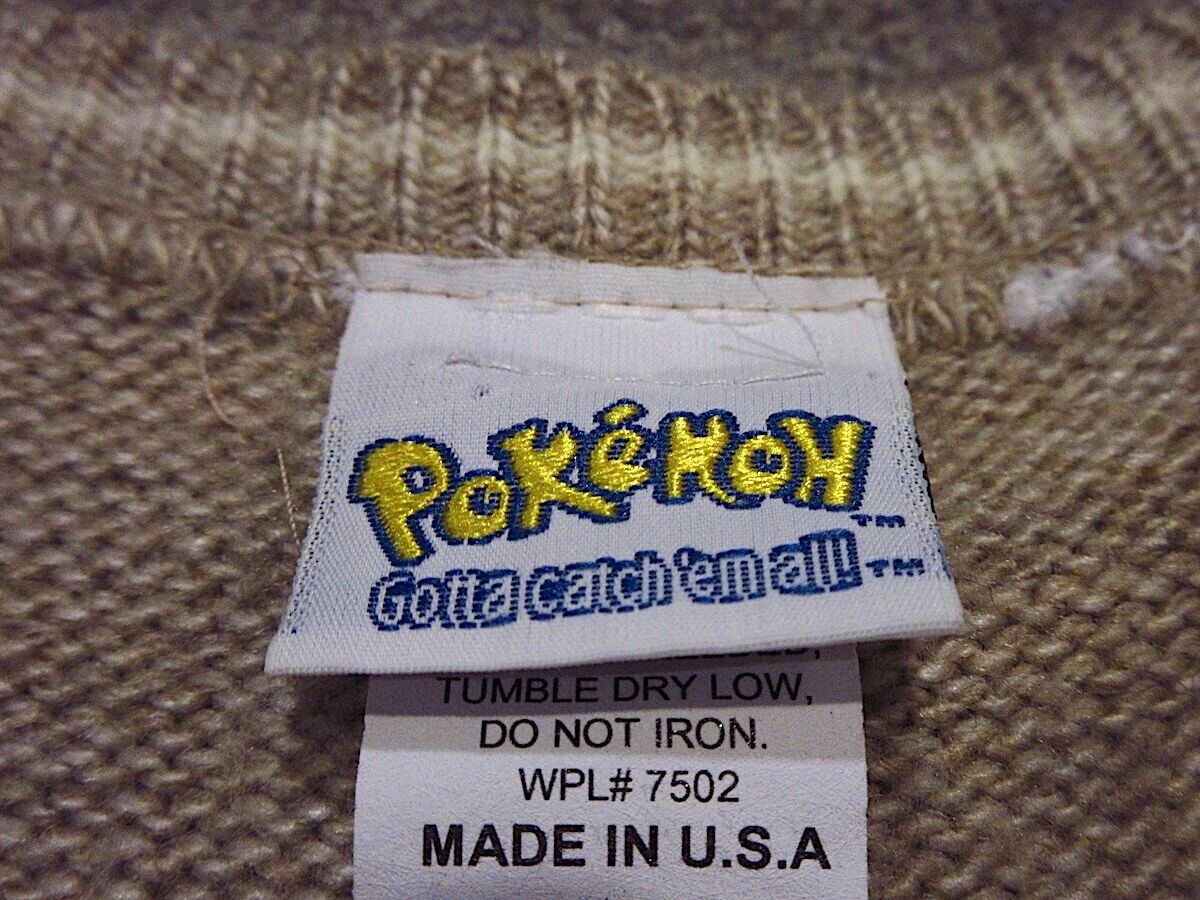 POKéMON™
Gotta catch 'em all!™
TUMBLE DRY LOW,
DO NOT IRON.
WPL# 7502
MADE IN U.S.A